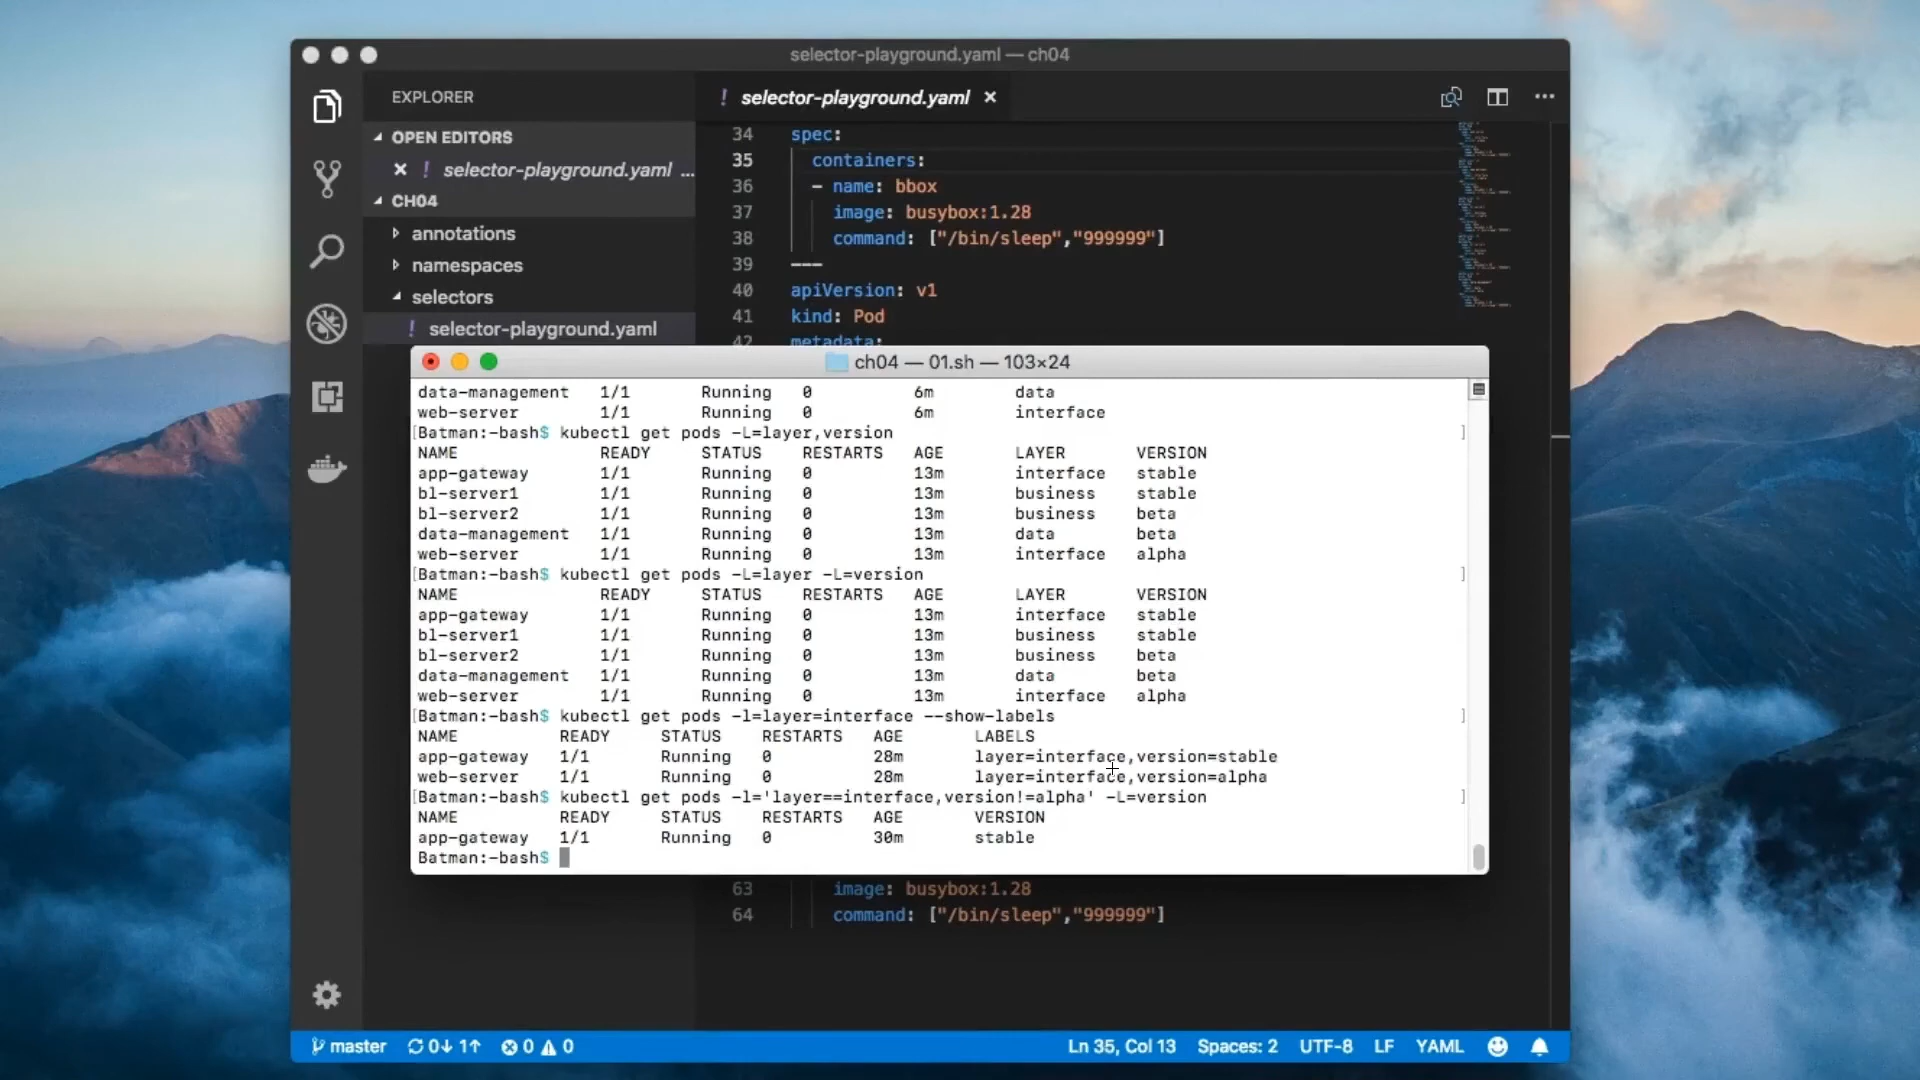 selector-playground.yaml — ch04
EXPLORER
! selector-playground.yaml ×
OPEN EDITORS
× ! selector-playground.yaml ...
CH04
annotations
namespaces
selectors
! selector-playground.yaml
34 spec:
35 containers:
36 - name: bbox
37 image: busybox:1.28
38 command: ["/bin/sleep","999999"]
39 ---
40 apiVersion: v1
41 kind: Pod
42 metadata:
ch04 — 01.sh — 103×24
data-management 1/1 Running 0 6m data
web-server 1/1 Running 0 6m interface
[Batman:~bash$ kubectl get pods -L=layer,version ]
NAME READY STATUS RESTARTS AGE LAYER VERSION
app-gateway 1/1 Running 0 13m interface stable
bl-server1 1/1 Running 0 13m business stable
bl-server2 1/1 Running 0 13m business beta
data-management 1/1 Running 0 13m data beta
web-server 1/1 Running 0 13m interface alpha
[Batman:~bash$ kubectl get pods -L=layer -L=version ]
NAME READY STATUS RESTARTS AGE LAYER VERSION
app-gateway 1/1 Running 0 13m interface stable
bl-server1 1/1 Running 0 13m business stable
bl-server2 1/1 Running 0 13m business beta
data-management 1/1 Running 0 13m data beta
web-server 1/1 Running 0 13m interface alpha
[Batman:~bash$ kubectl get pods -l=layer=interface --show-labels ]
NAME READY STATUS RESTARTS AGE LABELS
app-gateway 1/1 Running 0 28m layer=interface,version=stable
web-server 1/1 Running 0 28m layer=interface,version=alpha
[Batman:~bash$ kubectl get pods -l='layer==interface,version!=alpha' -L=version ]
NAME READY STATUS RESTARTS AGE VERSION
app-gateway 1/1 Running 0 30m stable
Batman:~bash$
63 image: busybox:1.28
64 command: ["/bin/sleep","999999"]
master 0↓ 1↑ 0 0 Ln 35, Col 13 Spaces: 2 UTF-8 LF YAML